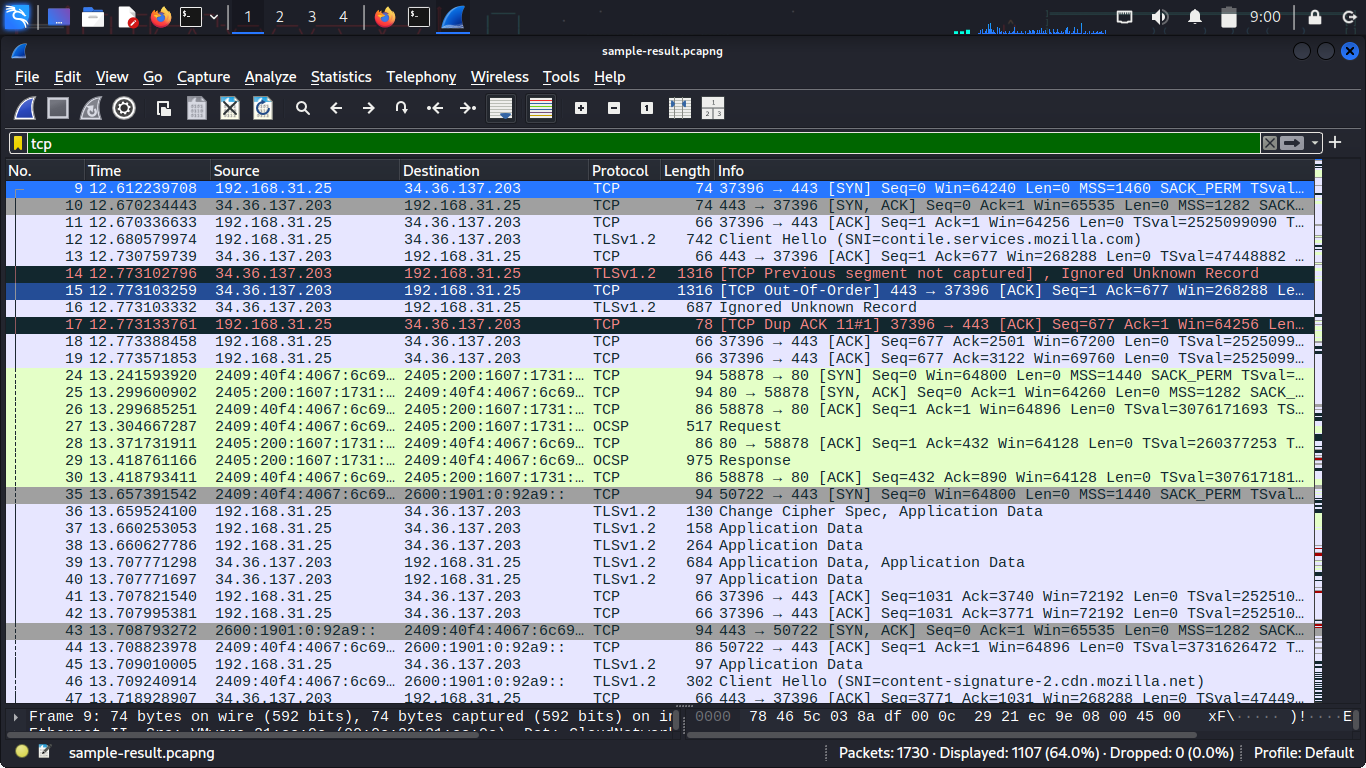 1 2 3 4 9:00
sample-result.pcapng
File Edit View Go Capture Analyze Statistics Telephony Wireless Tools Help
tcp
No. Time Source Destination Protocol Length Info
9 12.612239708 192.168.31.25 34.36.137.203 TCP 74 37396 → 443 [SYN] Seq=0 Win=64240 Len=0 MSS=1460 SACK_PERM TSval…
10 12.670234443 34.36.137.203 192.168.31.25 TCP 74 443 → 37396 [SYN, ACK] Seq=0 Ack=1 Win=65535 Len=0 MSS=1282 SACK…
11 12.670336633 192.168.31.25 34.36.137.203 TCP 66 37396 → 443 [ACK] Seq=1 Ack=1 Win=64256 Len=0 TSval=2525099090 T…
12 12.680579974 192.168.31.25 34.36.137.203 TLSv1.2 742 Client Hello (SNI=contile.services.mozilla.com)
13 12.730759739 34.36.137.203 192.168.31.25 TCP 66 443 → 37396 [ACK] Seq=1 Ack=677 Win=268288 Len=0 TSval=47448882 …
14 12.773102796 34.36.137.203 192.168.31.25 TLSv1.2 1316 [TCP Previous segment not captured] , Ignored Unknown Record
15 12.773103259 34.36.137.203 192.168.31.25 TCP 1316 [TCP Out-Of-Order] 443 → 37396 [ACK] Seq=1 Ack=677 Win=268288 Le…
16 12.773103332 34.36.137.203 192.168.31.25 TLSv1.2 687 Ignored Unknown Record
17 12.773133761 192.168.31.25 34.36.137.203 TCP 78 [TCP Dup ACK 11#1] 37396 → 443 [ACK] Seq=677 Ack=1 Win=64256 Len…
18 12.773388458 192.168.31.25 34.36.137.203 TCP 66 37396 → 443 [ACK] Seq=677 Ack=2501 Win=67200 Len=0 TSval=2525099…
19 12.773571853 192.168.31.25 34.36.137.203 TCP 66 37396 → 443 [ACK] Seq=677 Ack=3122 Win=69760 Len=0 TSval=2525099…
24 13.241593920 2409:40f4:4067:6c69… 2405:200:1607:1731:… TCP 94 58878 → 80 [SYN] Seq=0 Win=64800 Len=0 MSS=1440 SACK_PERM TSval=…
25 13.299600902 2405:200:1607:1731:… 2409:40f4:4067:6c69… TCP 94 80 → 58878 [SYN, ACK] Seq=0 Ack=1 Win=64260 Len=0 MSS=1282 SACK_…
26 13.299685251 2409:40f4:4067:6c69… 2405:200:1607:1731:… TCP 86 58878 → 80 [ACK] Seq=1 Ack=1 Win=64896 Len=0 TSval=3076171693 TS…
27 13.304667287 2409:40f4:4067:6c69… 2405:200:1607:1731:… OCSP 517 Request
28 13.371731911 2405:200:1607:1731:… 2409:40f4:4067:6c69… TCP 86 80 → 58878 [ACK] Seq=1 Ack=432 Win=64128 Len=0 TSval=260377253 T…
29 13.418761166 2405:200:1607:1731:… 2409:40f4:4067:6c69… OCSP 975 Response
30 13.418793411 2409:40f4:4067:6c69… 2405:200:1607:1731:… TCP 86 58878 → 80 [ACK] Seq=432 Ack=890 Win=64128 Len=0 TSval=307617181…
35 13.657391542 2409:40f4:4067:6c69… 2600:1901:0:92a9:: TCP 94 50722 → 443 [SYN] Seq=0 Win=64800 Len=0 MSS=1440 SACK_PERM TSval…
36 13.659524100 192.168.31.25 34.36.137.203 TLSv1.2 130 Change Cipher Spec, Application Data
37 13.660253053 192.168.31.25 34.36.137.203 TLSv1.2 158 Application Data
38 13.660627786 192.168.31.25 34.36.137.203 TLSv1.2 264 Application Data
39 13.707771298 34.36.137.203 192.168.31.25 TLSv1.2 684 Application Data, Application Data
40 13.707771697 34.36.137.203 192.168.31.25 TLSv1.2 97 Application Data
41 13.707821540 192.168.31.25 34.36.137.203 TCP 66 37396 → 443 [ACK] Seq=1031 Ack=3740 Win=72192 Len=0 TSval=252510…
42 13.707995381 192.168.31.25 34.36.137.203 TCP 66 37396 → 443 [ACK] Seq=1031 Ack=3771 Win=72192 Len=0 TSval=252510…
43 13.708793272 2600:1901:0:92a9:: 2409:40f4:4067:6c69… TCP 94 443 → 50722 [SYN, ACK] Seq=0 Ack=1 Win=65535 Len=0 MSS=1282 SACK…
44 13.708823978 2409:40f4:4067:6c69… 2600:1901:0:92a9:: TCP 86 50722 → 443 [ACK] Seq=1 Ack=1 Win=64896 Len=0 TSval=3731626472 T…
45 13.709010005 192.168.31.25 34.36.137.203 TLSv1.2 97 Application Data
46 13.709240914 2409:40f4:4067:6c69… 2600:1901:0:92a9:: TLSv1.2 302 Client Hello (SNI=content-signature-2.cdn.mozilla.net)
47 13.718928907 34.36.137.203 192.168.31.25 TCP 66 443 → 37396 [ACK] Seq=3771 Ack=1031 Win=268288 Len=0 TSval=47449…
Frame 9: 74 bytes on wire (592 bits), 74 bytes captured (592 bits) on in
0000 78 46 5c 03 8a df 00 0c 29 21 ec 9e 08 00 45 00 xF\····· )!····E
sample-result.pcapng Packets: 1730 · Displayed: 1107 (64.0%) · Dropped: 0 (0.0%) Profile: Default